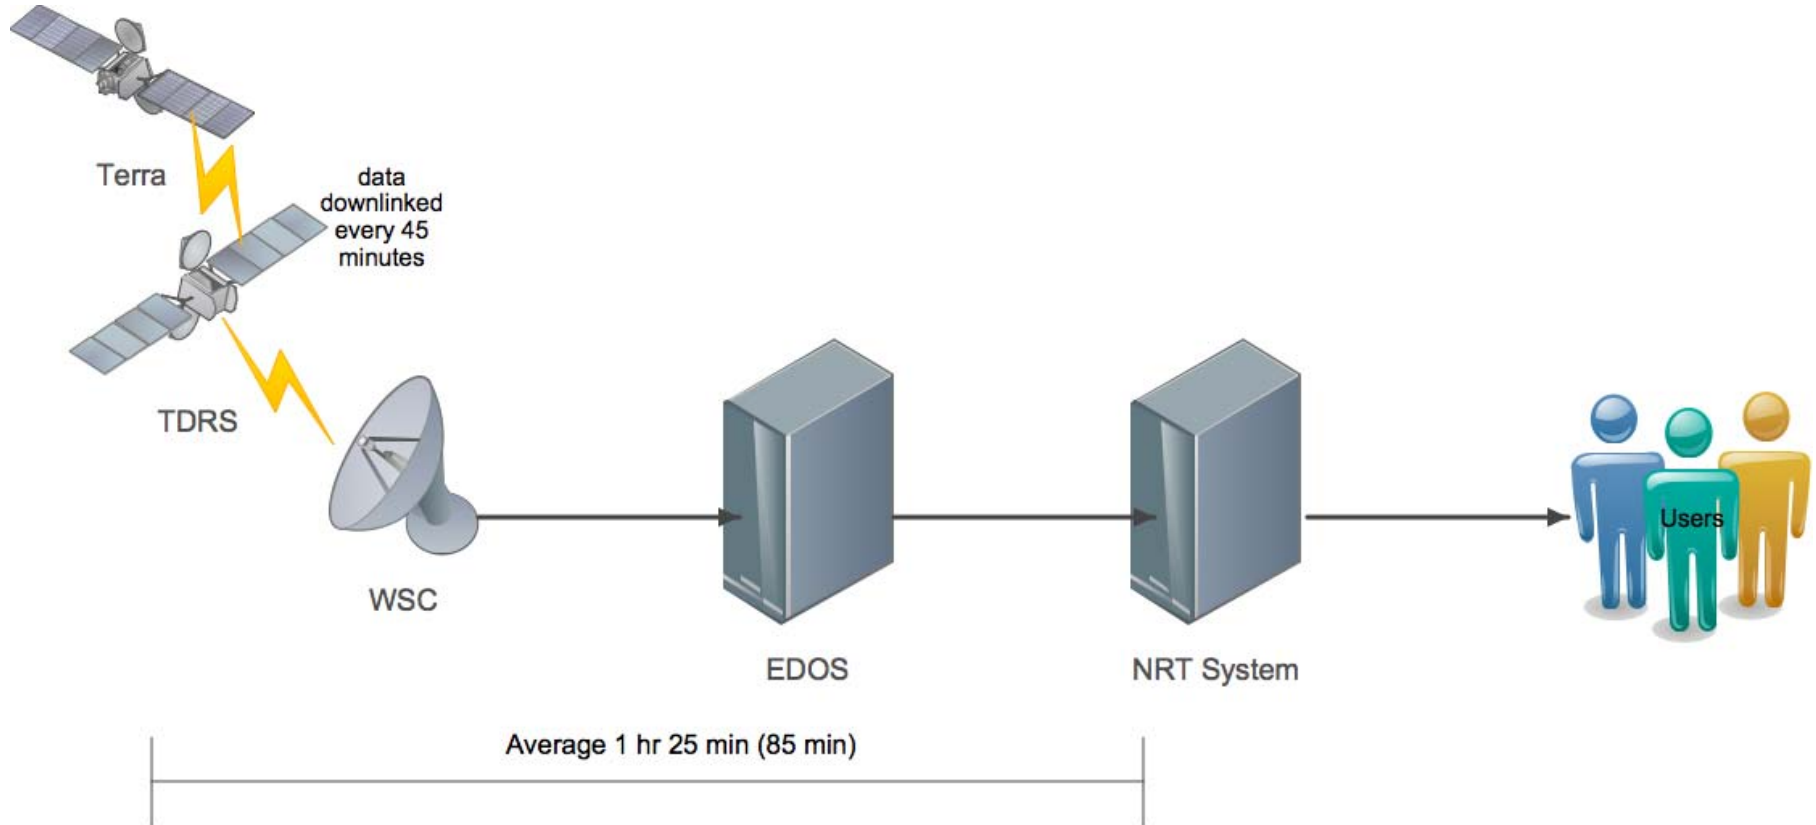 Terra
data
downlinked
every 45
minutes
TDRS
WSC
EDOS
NRT System
Users
Average 1 hr 25 min (85 min)